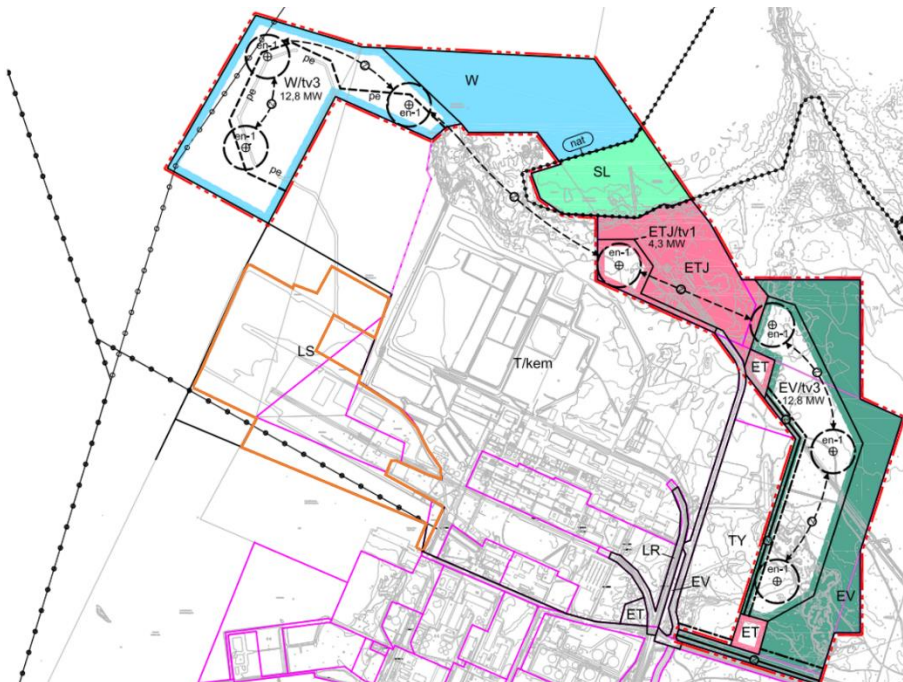 en-1
pe
W/tv3
12,8 MW
pe
pe
en-1
en-1
pe
W
nat
SL
ETJ/tv1
4,3 MW
en-1
ETJ
en-1
LS
T/kem
ET
EV/tv3
12,8 MW
en-1
LR
TY
en-1
EV
ET
EV
ET